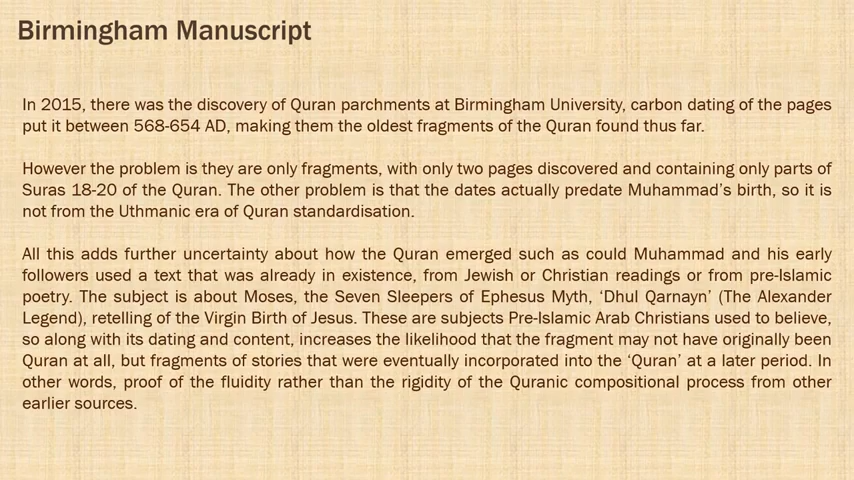 Birmingham Manuscript
In 2015, there was the discovery of Quran parchments at Birmingham University, carbon dating of the pages
put it between 568-654 AD, making them the oldest fragments of the Quran found thus far.
However the problem is they are only fragments, with only two pages discovered and containing only parts of
Suras 18-20 of the Quran. The other problem is that the dates actually predate Muhammad’s birth, so it is
not from the Uthmanic era of Quran standardisation.
All this adds further uncertainty about how the Quran emerged such as could Muhammad and his early
followers used a text that was already in existence, from Jewish or Christian readings or from pre-Islamic
poetry. The subject is about Moses, the Seven Sleepers of Ephesus Myth, ‘Dhul Qarnayn’ (The Alexander
Legend), retelling of the Virgin Birth of Jesus. These are subjects Pre-Islamic Arab Christians used to believe,
so along with its dating and content, increases the likelihood that the fragment may not have originally been
Quran at all, but fragments of stories that were eventually incorporated into the ‘Quran’ at a later period. In
other words, proof of the fluidity rather than the rigidity of the Quranic compositional process from other
earlier sources.